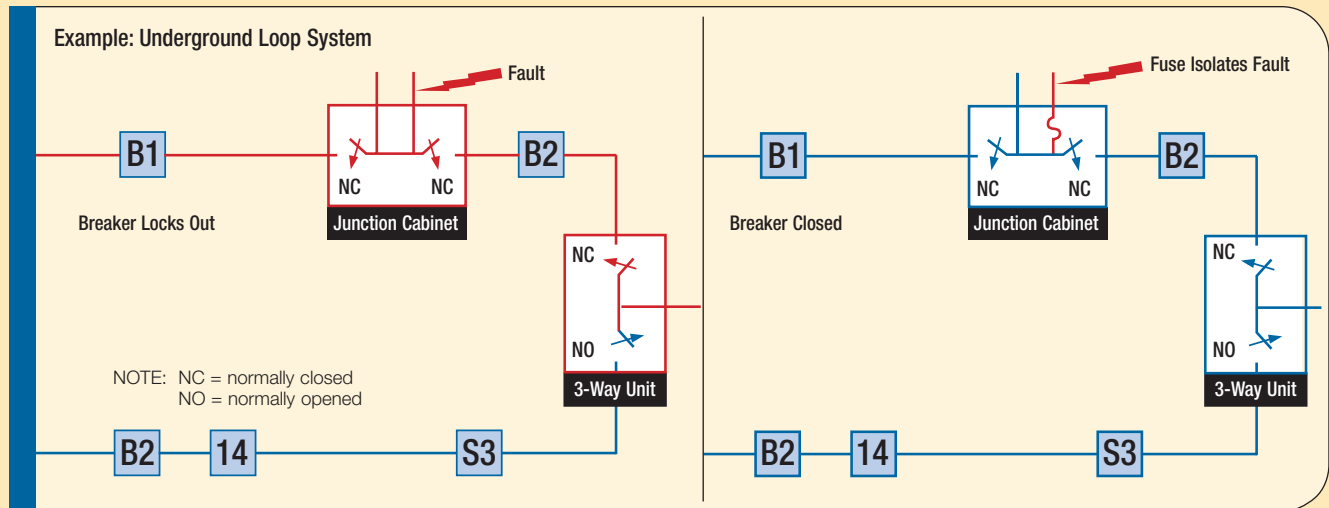 Example: Underground Loop System
Fault
B1
B2
NC
NC
Breaker Locks Out
Junction Cabinet
NC
NO
NOTE: NC = normally closed
NO = normally opened
3-Way Unit
B2
14
S3
Fuse Isolates Fault
B1
B2
NC
NC
Breaker Closed
Junction Cabinet
NC
NO
3-Way Unit
B2
14
S3